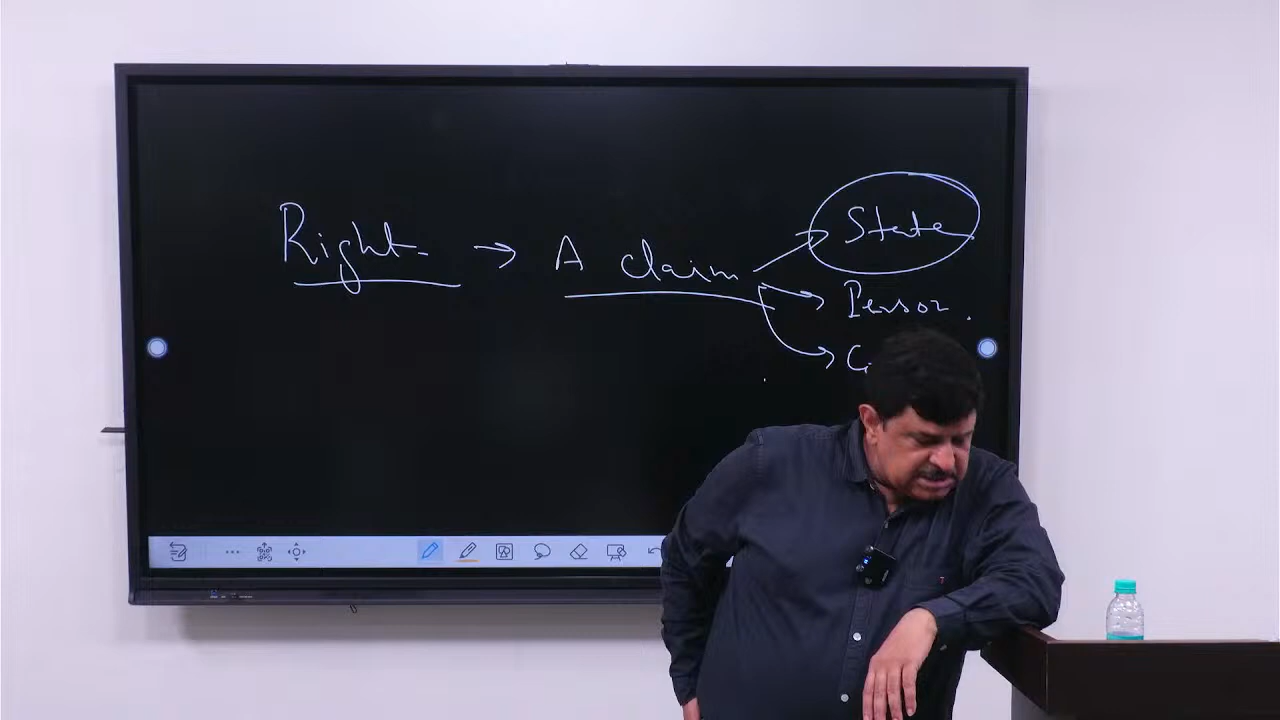 Right → A claim → State
→ Person